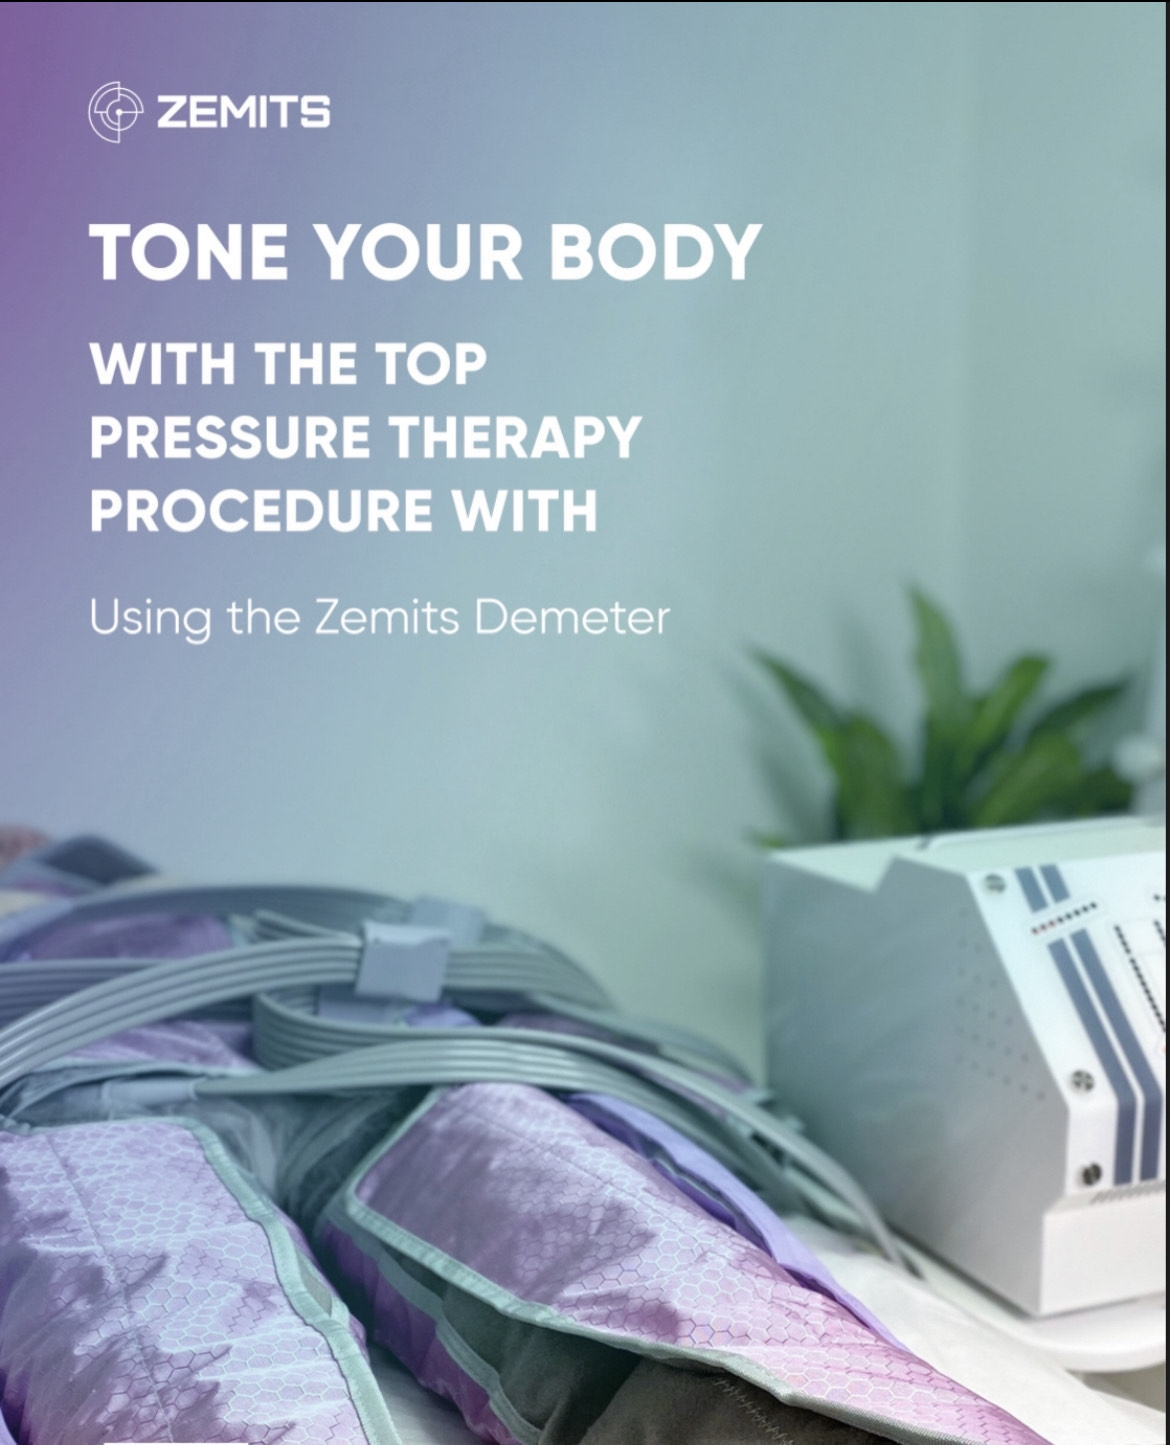 ZEMITS
TONE YOUR BODY
WITH THE TOP
PRESSURE THERAPY
PROCEDURE WITH
Using the Zemits Demeter